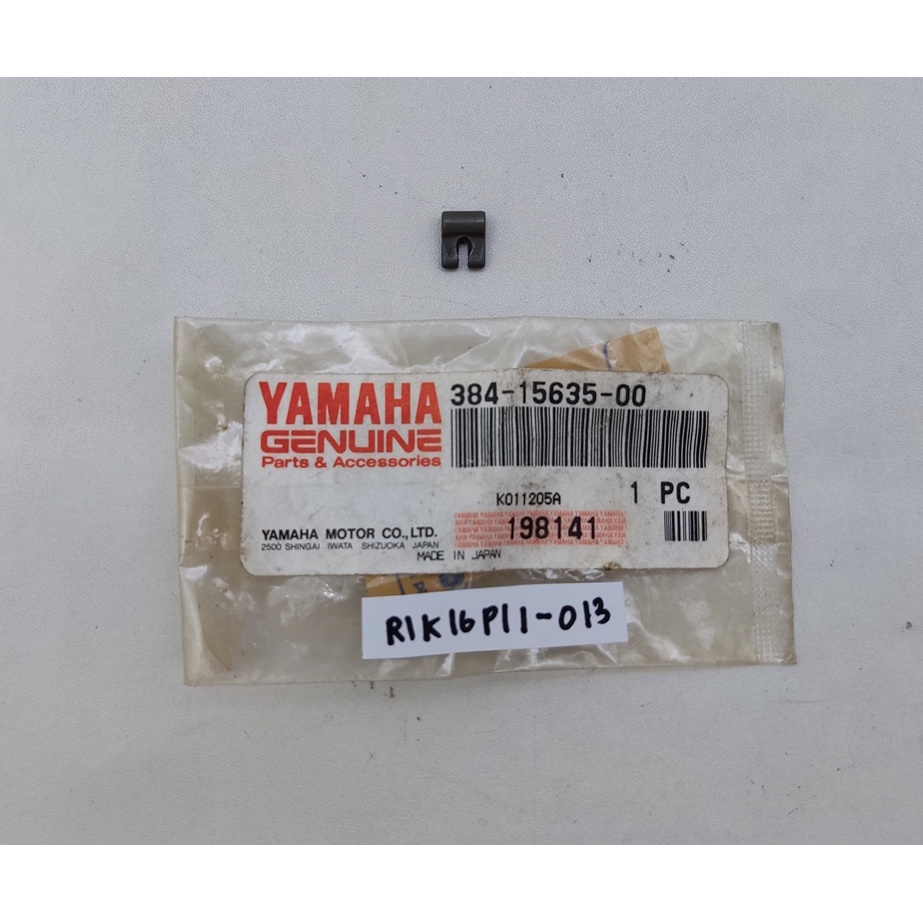 YAMAHA
GENUINE
Parts & Accessories
384-15635-00
K011205A
1 PC
198141
YAMAHA MOTOR CO.,LTD.
2500 SHINGAI IWATA SHIZUOKA JAPAN
MADE IN JAPAN
R1K16P11-013